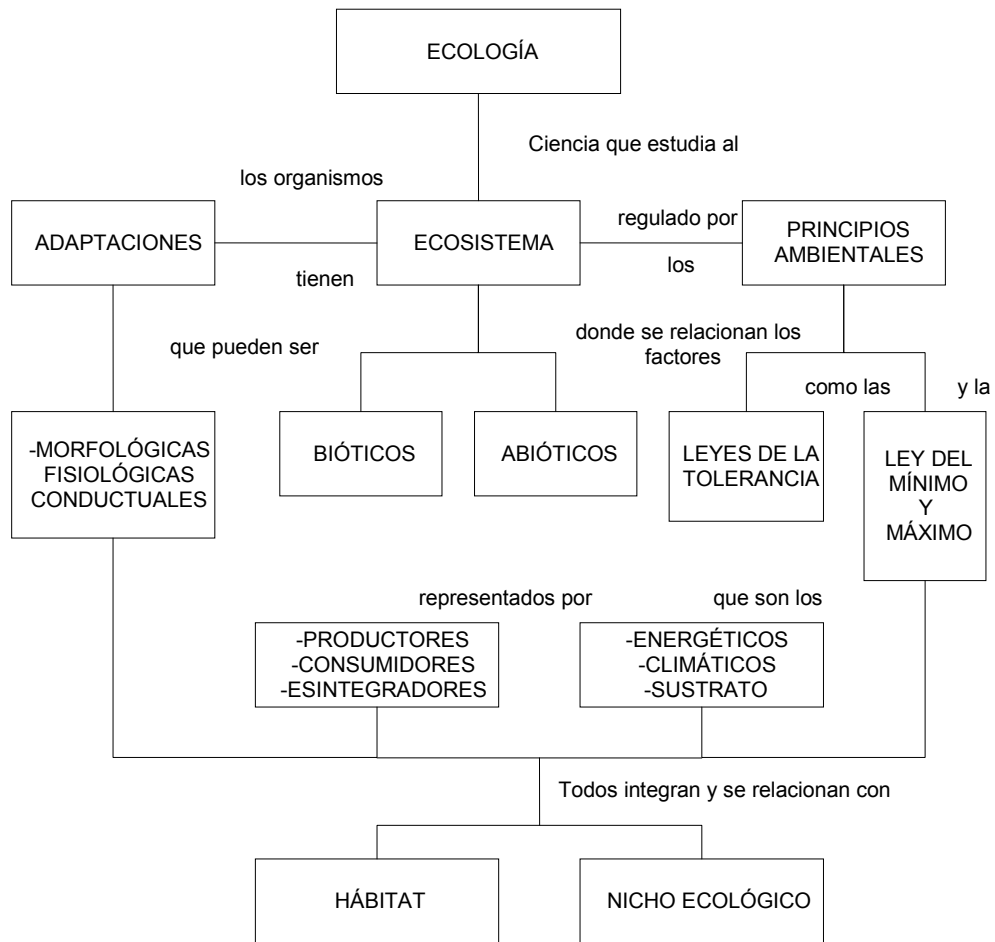 ECOLOGÍA
Ciencia que estudia al
los organismos
ADAPTACIONES
ECOSISTEMA
regulado por
los
PRINCIPIOS
AMBIENTALES
tienen
que pueden ser
donde se relacionan los
factores
como las
y la
-MORFOLÓGICAS
FISIOLÓGICAS
CONDUCTUALES
BIÓTICOS
ABIÓTICOS
LEYES DE LA
TOLERANCIA
LEY DEL
MÍNIMO
Y
MÁXIMO
representados por
que son los
-PRODUCTORES
-CONSUMIDORES
-ESINTEGRADORES
-ENERGÉTICOS
-CLIMÁTICOS
-SUSTRATO
Todos integran y se relacionan con
HÁBITAT
NICHO ECOLÓGICO